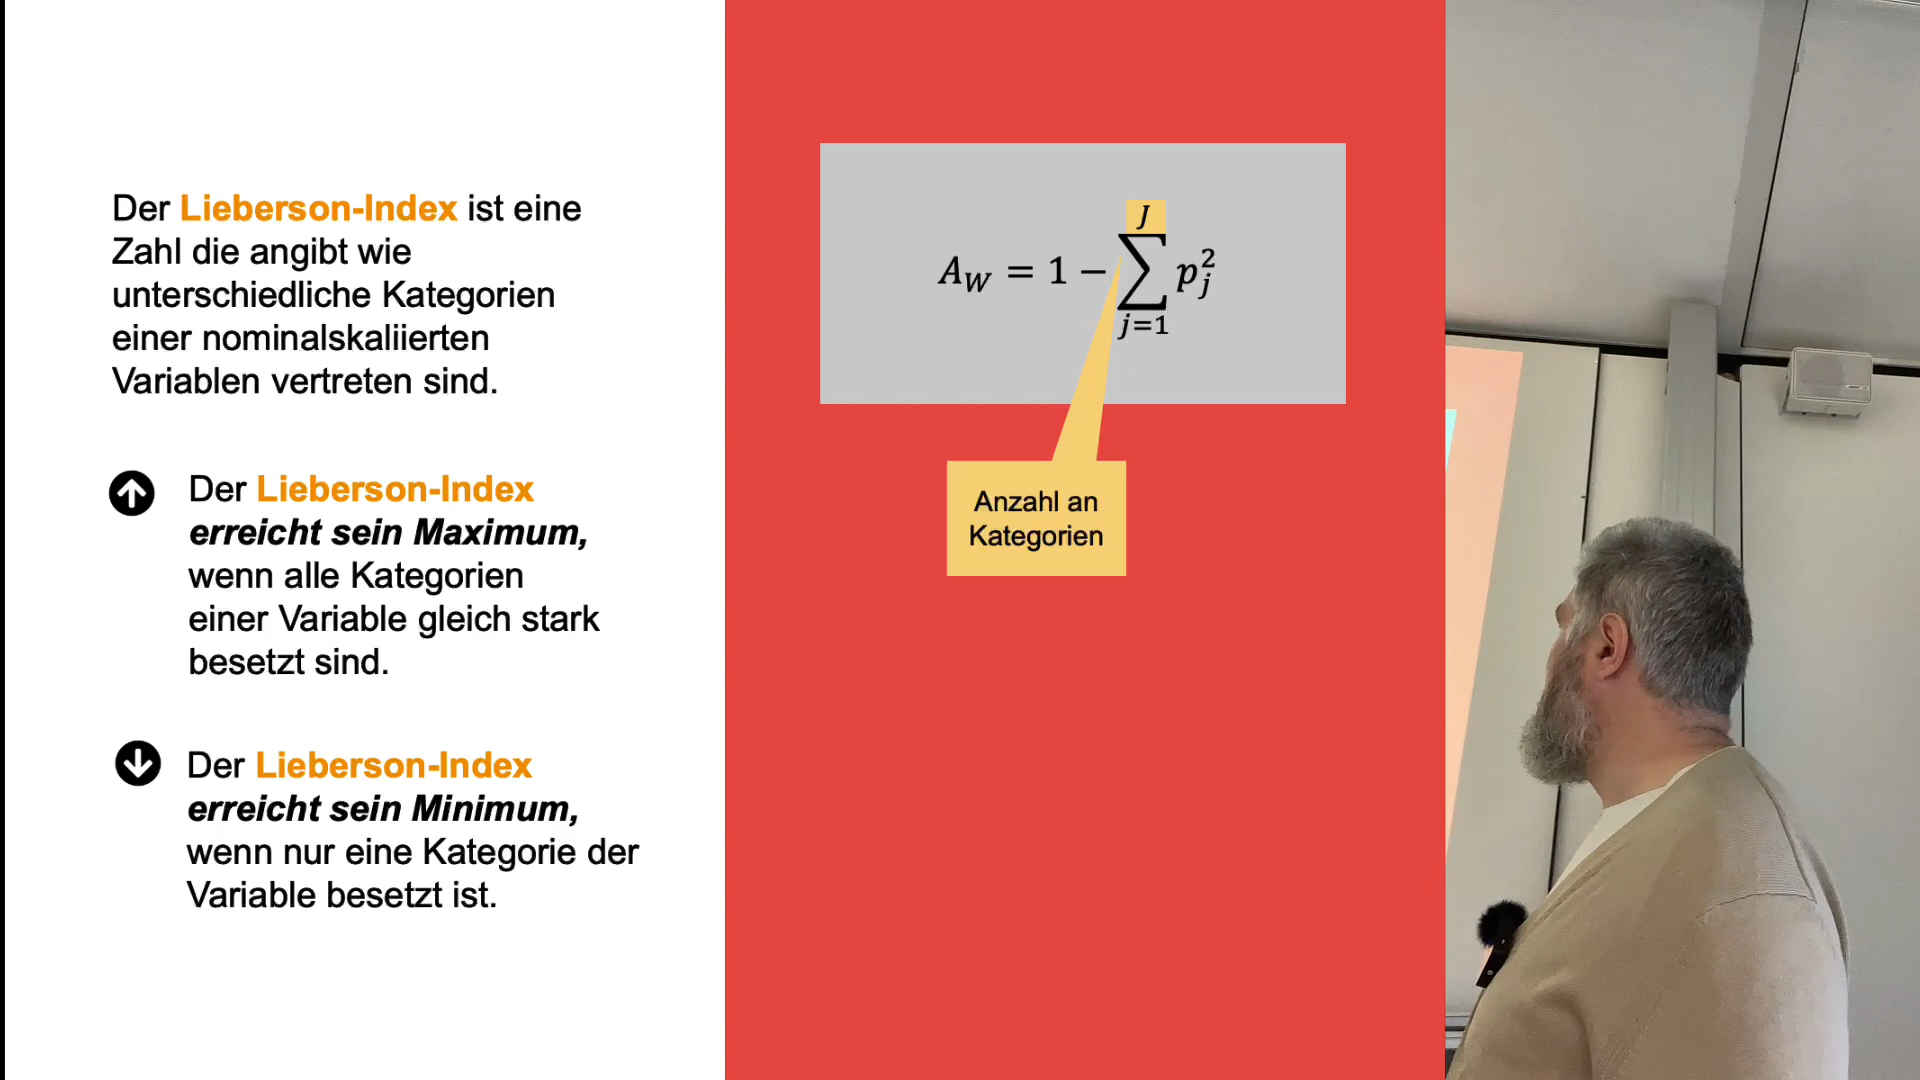 Der Lieberson-Index ist eine
Zahl die angibt wie
unterschiedliche Kategorien
einer nominalskaliierten
Variablen vertreten sind.
Der Lieberson-Index
erreicht sein Maximum,
wenn alle Kategorien
einer Variable gleich stark
besetzt sind.
Der Lieberson-Index
erreicht sein Minimum,
wenn nur eine Kategorie der
Variable besetzt ist.
J
A_W = 1 − ∑ p_j^2
j=1
Anzahl an
Kategorien